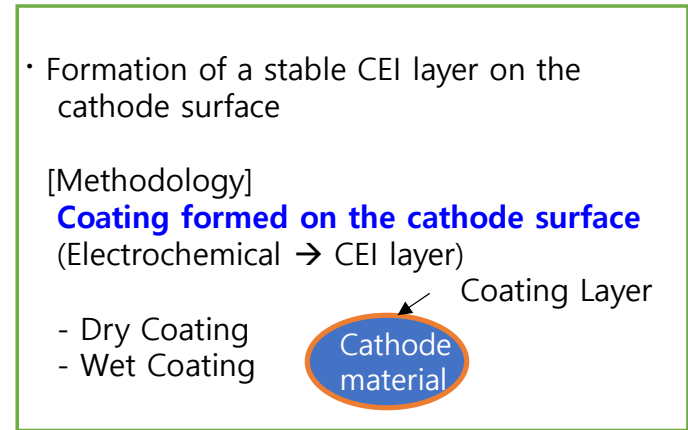 · Formation of a stable CEI layer on the
cathode surface
[Methodology]
Coating formed on the cathode surface
(Electrochemical → CEI layer)
Coating Layer
- Dry Coating
- Wet Coating
Cathode
material